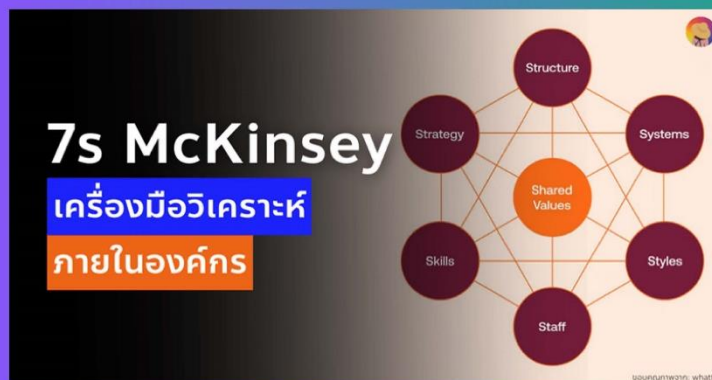 7s McKinsey
เครื่องมือวิเคราะห์
ภายในองค์กร
Structure
Strategy
Systems
Shared
Values
Skills
Styles
Staff